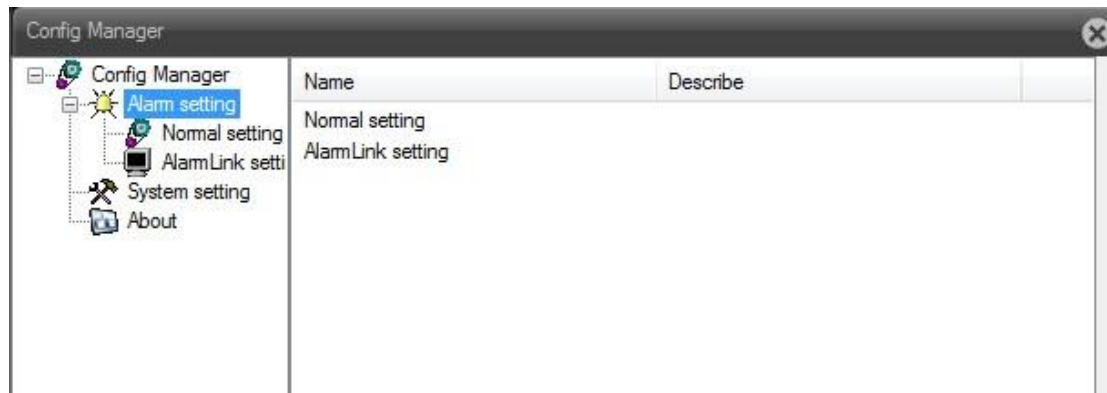 Config Manager
Config Manager
Alarm setting
Normal setting
AlarmLink setti
System setting
About
Name Describe
Normal setting
AlarmLink setting